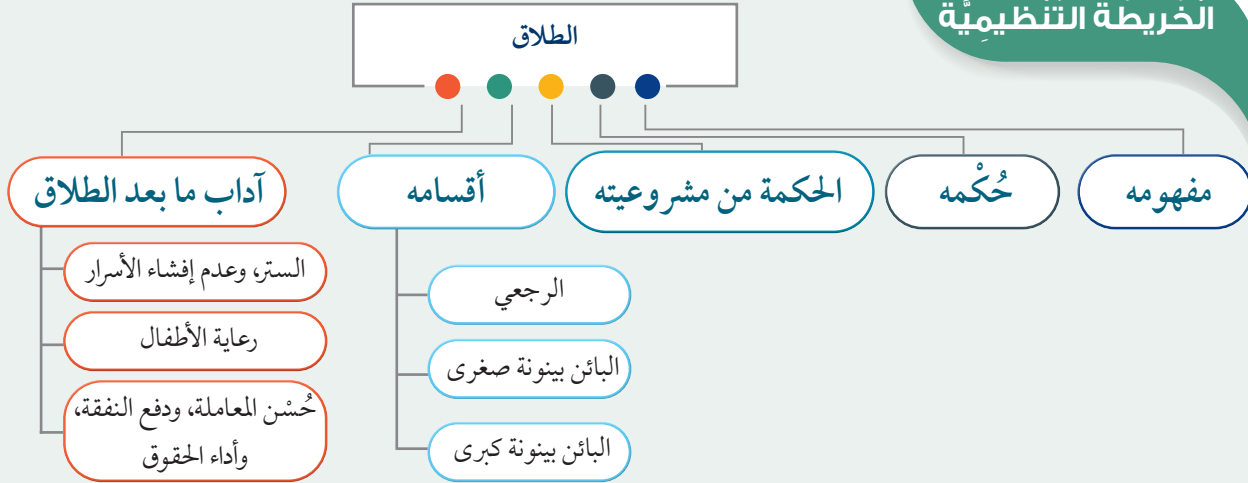 الخريطة التنظيمِيَّة
الطلاق
مفهومه
حُكْمه
الحكمة من مشروعيته
أقسامه
الرجعي
البائن بينونة صغرى
البائن بينونة كبرى
آداب ما بعد الطلاق
الستر، وعدم إفشاء الأسرار
رعاية الأطفال
حُسْن المعاملة، ودفع النفقة،
وأداء الحقوق